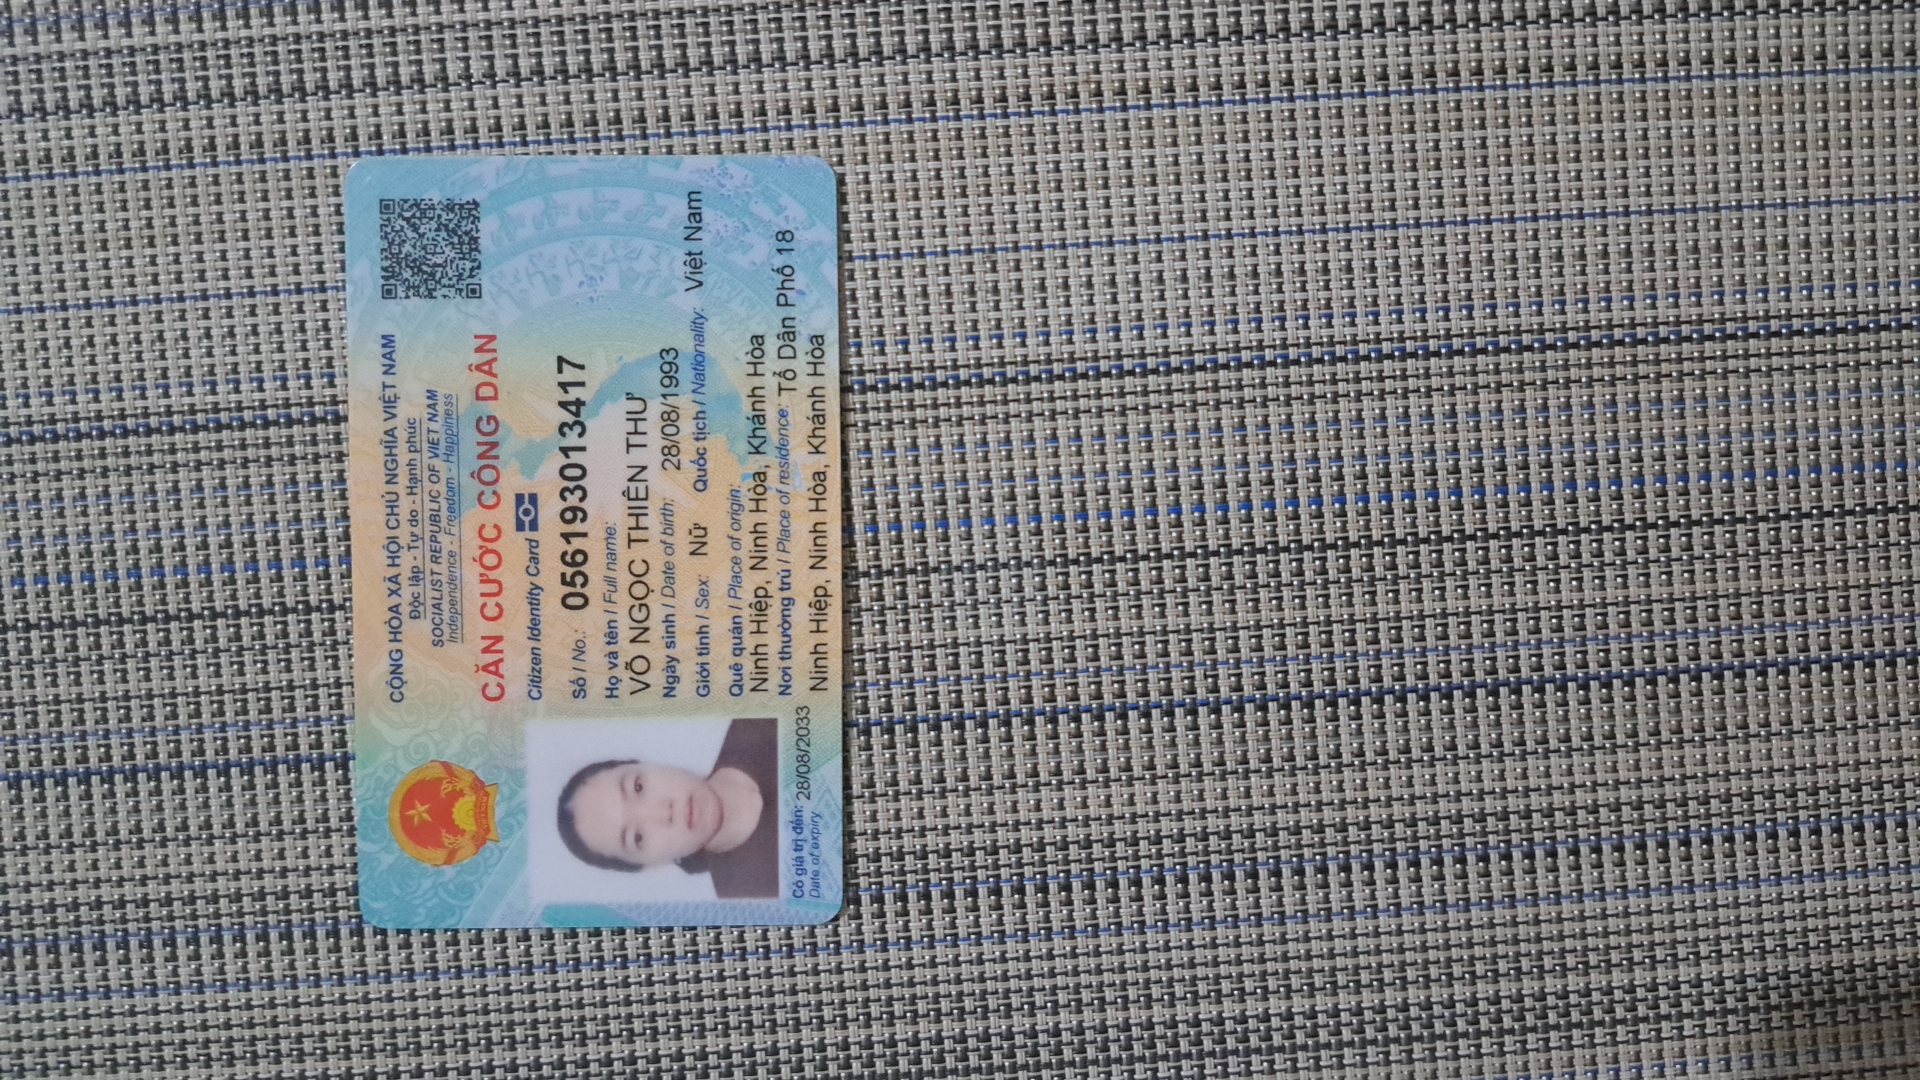 CỘNG HÒA XÃ HỘI CHỦ NGHĨA VIỆT NAM
Độc lập - Tự do - Hạnh phúc
SOCIALIST REPUBLIC OF VIET NAM
Independence - Freedom - Happiness
CĂN CƯỚC CÔNG DÂN
Citizen Identity Card
Số / No.: 056193013417
Họ và tên / Full name:
VÕ NGỌC THIÊN THƯ
Ngày sinh / Date of birth: 28/08/1993
Giới tính / Sex: Nữ Quốc tịch / Nationality: Việt Nam
Quê quán / Place of origin:
Ninh Hiệp, Ninh Hòa, Khánh Hòa
Nơi thường trú / Place of residence: Tổ Dân Phố 18
Ninh Hiệp, Ninh Hòa, Khánh Hòa
Có giá trị đến: 28/08/2033
Date of expiry